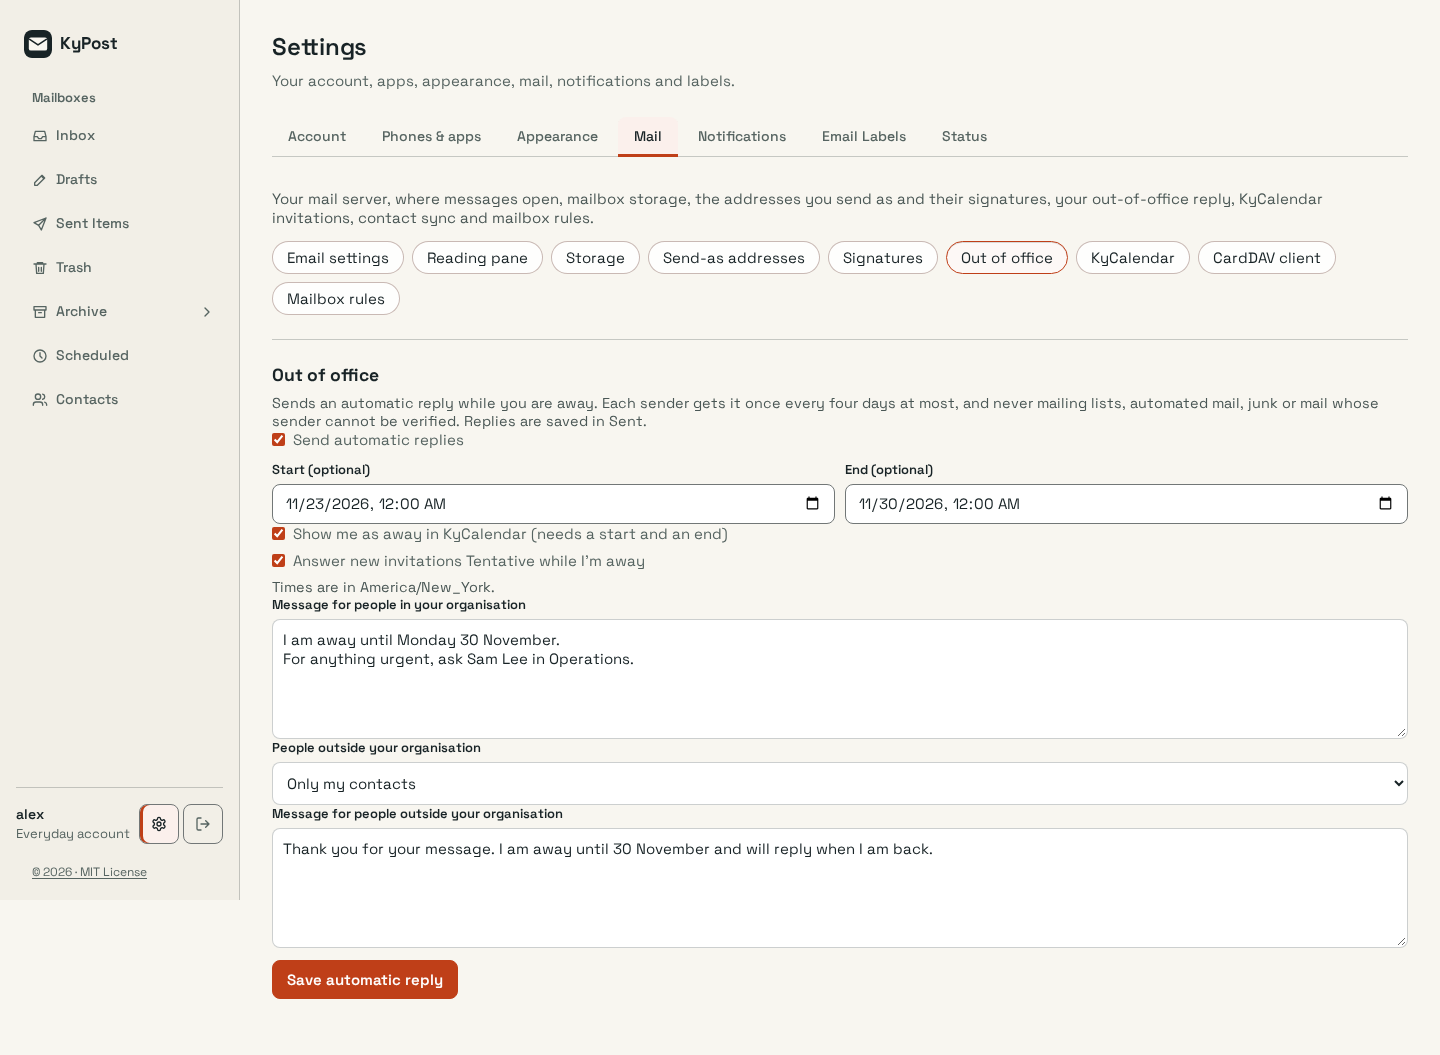 KyPost
Mailboxes
Inbox
Drafts
Sent Items
Trash
Archive
Scheduled
Contacts
alex
Everyday account
© 2026 · MIT License
Settings
Your account, apps, appearance, mail, notifications and labels.
Account
Phones & apps
Appearance
Mail
Notifications
Email Labels
Status
Your mail server, where messages open, mailbox storage, the addresses you send as and their signatures, your out-of-office reply, KyCalendar
invitations, contact sync and mailbox rules.
Email settings
Reading pane
Storage
Send-as addresses
Signatures
Out of office
KyCalendar
CardDAV client
Mailbox rules
Out of office
Sends an automatic reply while you are away. Each sender gets it once every four days at most, and never mailing lists, automated mail, junk or mail whose
sender cannot be verified. Replies are saved in Sent.
Send automatic replies
Start (optional)
End (optional)
11/23/2026, 12:00 AM
11/30/2026, 12:00 AM
Show me as away in KyCalendar (needs a start and an end)
Answer new invitations Tentative while I'm away
Times are in America/New_York.
Message for people in your organisation
I am away until Monday 30 November.
For anything urgent, ask Sam Lee in Operations.
People outside your organisation
Only my contacts
Message for people outside your organisation
Thank you for your message. I am away until 30 November and will reply when I am back.
Save automatic reply